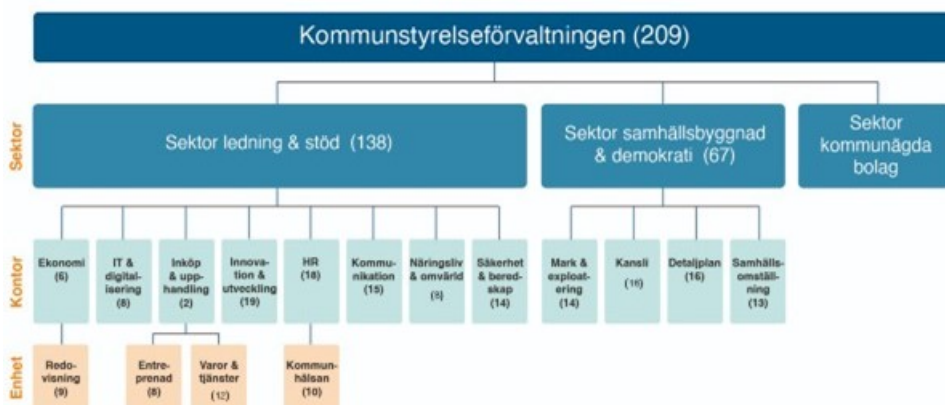 Kommunstyrelseförvaltningen (209)
Sektor
Sektor ledning & stöd (138)
Sektor samhällsbyggnad
& demokrati (67)
Sektor
kommunägda
bolag
Kontor
Ekonomi
(6)
IT &
digital-
isering
(8)
Inköp
& upp-
handling
(2)
Innova-
tion &
utveckling
(19)
HR
(18)
Kommu-
nikation
(15)
Näringsliv
& omvärld
(8)
Säkerhet
& bered-
skap
(14)
Mark &
exploat-
ering
(14)
Kansli
(16)
Detaljplan
(16)
Samhälls-
omställ-
ning
(13)
Enhet
Redo-
visning
(9)
Entre-
prenad
(8)
Varor &
tjänster
(12)
Kommun-
hälsan
(10)